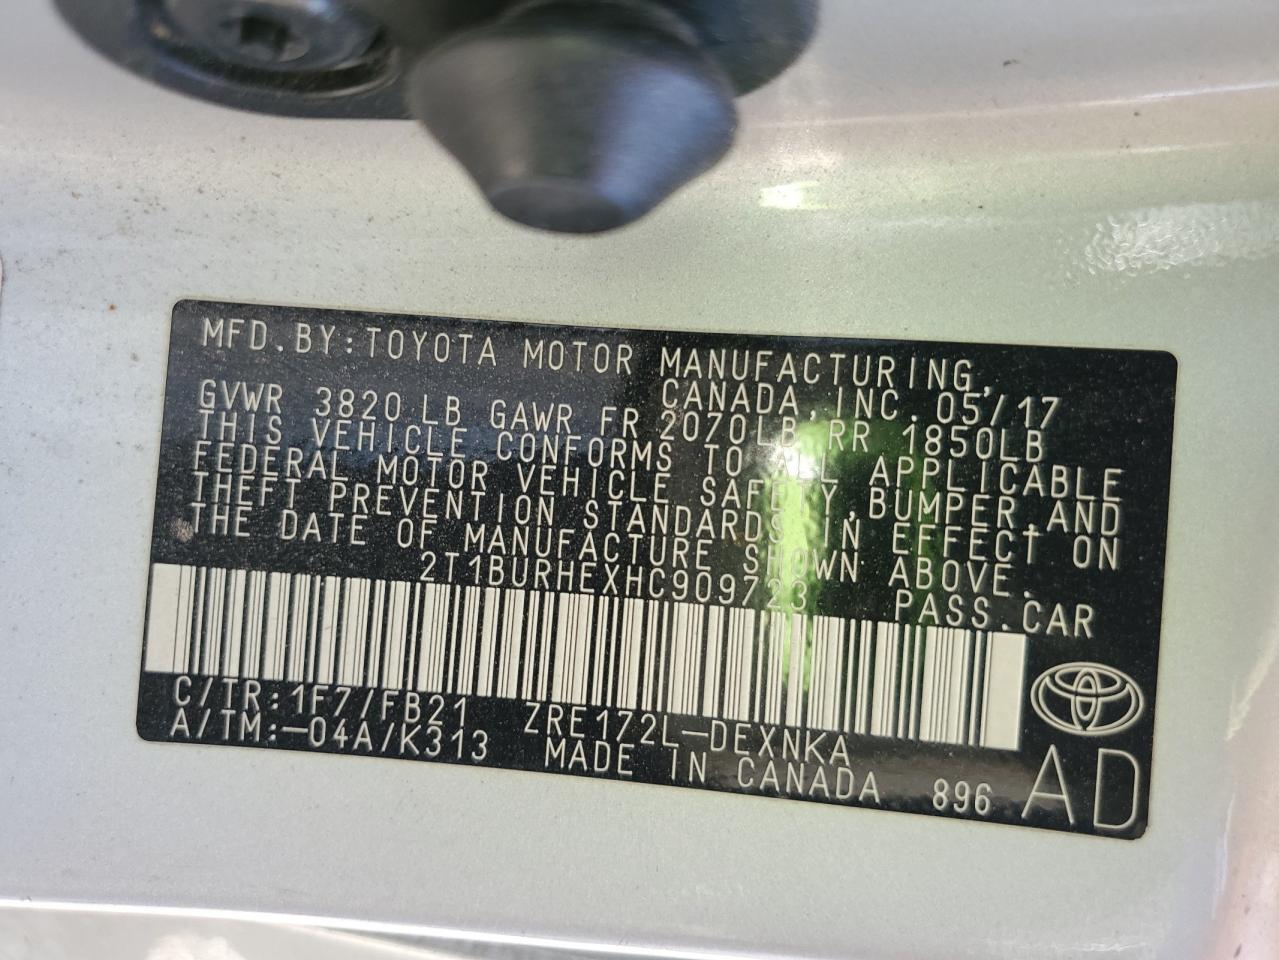 MFD.BY:TOYOTA MOTOR MANUFACTURING,
CANADA,INC.05/17
GVWR 3820 LB GAWR FR 2070LB RR 1850LB
THIS VEHICLE CONFORMS TO ALL APPLICABLE
FEDERAL MOTOR VEHICLE SAFETY,BUMPER,AND
THEFT PREVENTION STANDARDS IN EFFECT ON
THE DATE OF MANUFACTURE SHOWN ABOVE.
2T1BURHEXHC909723 PASS.CAR
C/TR:1F7/FB21 ZRE172L-DEXNKA
A/TM:-04A/K313 MADE IN CANADA 896 AD